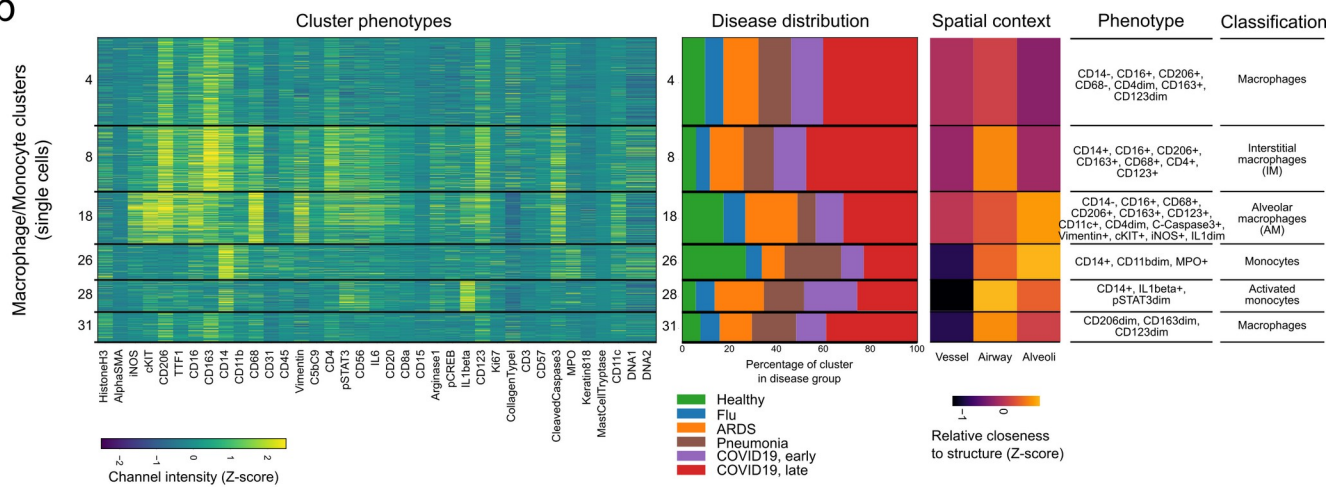 b
Cluster phenotypes
Disease distribution
Spatial context
Phenotype
Classification
Macrophage/Monocyte clusters
(single cells)
4
8
18
26
28
31
4
8
18
26
28
31
CD14-, CD16+, CD206+,
CD68-, CD4dim, CD163+,
CD123dim
Macrophages
CD14+, CD16+, CD206+,
CD163+, CD68+, CD4+,
CD123+
Interstitial
macrophages
(IM)
CD14-, CD16+, CD68+,
CD206+, CD163+, CD123+,
CD11c+, CD4dim, C-Caspase3+,
Vimentin+, cKIT+, iNOS+, IL1dim
Alveolar
macrophages
(AM)
CD14+, CD11bdim, MPO+
Monocytes
CD14+, IL1beta+,
pSTAT3dim
Activated
monocytes
CD206dim, CD163dim,
CD123dim
Macrophages
HistoneH3
AlphaSMA
iNOS
cKIT
CD206
TTF1
CD16
CD163
CD14
CD11b
CD68
CD31
CD45
Vimentin
C5bC9
CD4
pSTAT3
CD56
IL6
CD20
CD8a
CD15
Arginase1
pCREB
IL1beta
CD123
Ki67
CollagenTypeI
CD3
CD57
CleavedCaspase3
MPO
Keratin818
MastCellTryptase
CD11c
DNA1
DNA2
0 20 40 60 80 100
Percentage of cluster
in disease group
Vessel Airway Alveoli
Healthy
Flu
ARDS
Pneumonia
COVID19, early
COVID19, late
-2 -1 0 1 2
Channel intensity (Z-score)
-1 0
Relative closeness
to structure (Z-score)